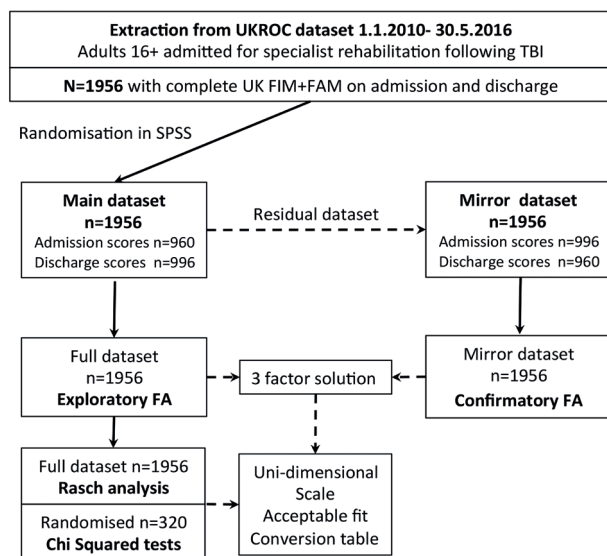 Extraction from UKROC dataset 1.1.2010- 30.5.2016
Adults 16+ admitted for specialist rehabilitation following TBI
N=1956 with complete UK FIM+FAM on admission and discharge
Randomisation in SPSS
Main dataset
n=1956
Admission scores n=960
Discharge scores n=996
Residual dataset
Mirror dataset
n=1956
Admission scores n=996
Discharge scores n=960
Full dataset
n=1956
Exploratory FA
3 factor solution
Mirror dataset
n=1956
Confirmatory FA
Full dataset n=1956
Rasch analysis
Randomised n=320
Chi Squared tests
Uni-dimensional
Scale
Acceptable fit
Conversion table